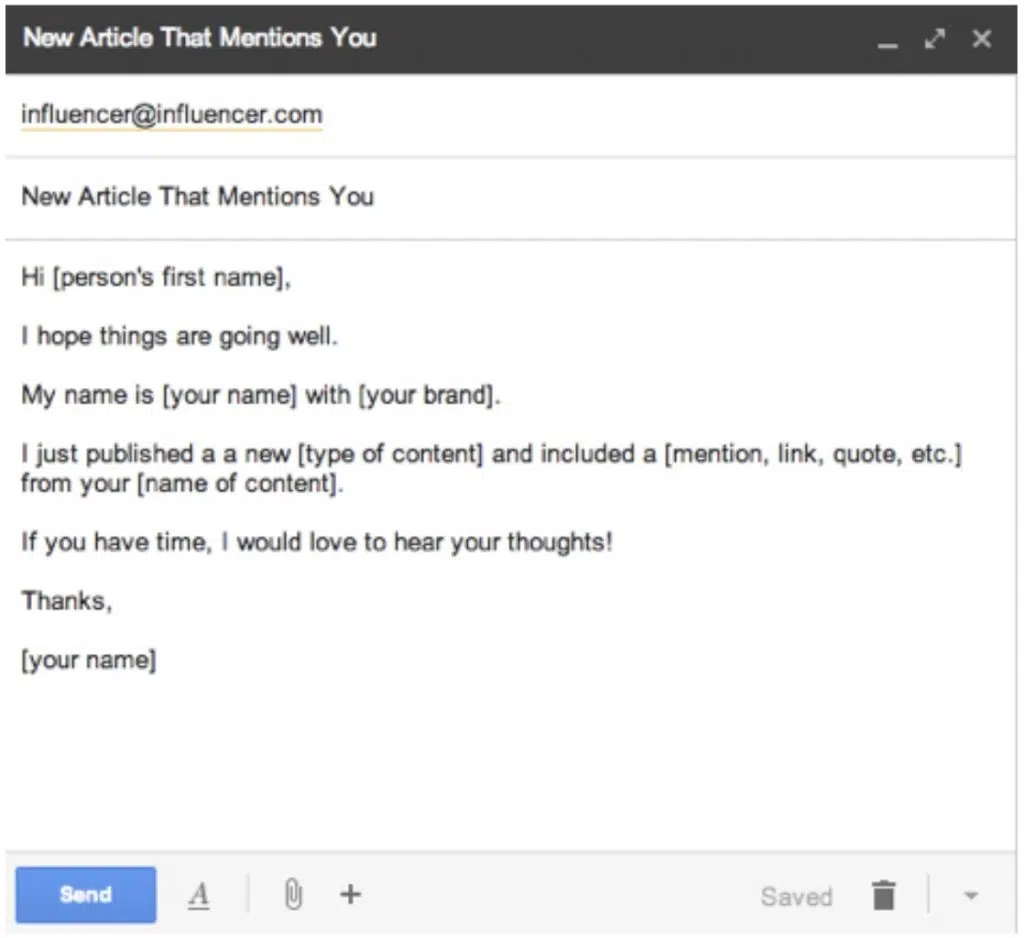 New Article That Mentions You
influencer@influencer.com
New Article That Mentions You
Hi [person's first name],
I hope things are going well.
My name is [your name] with [your brand].
I just published a a new [type of content] and included a [mention, link, quote, etc.]
from your [name of content].
If you have time, I would love to hear your thoughts!
Thanks,
[your name]
Send A Saved